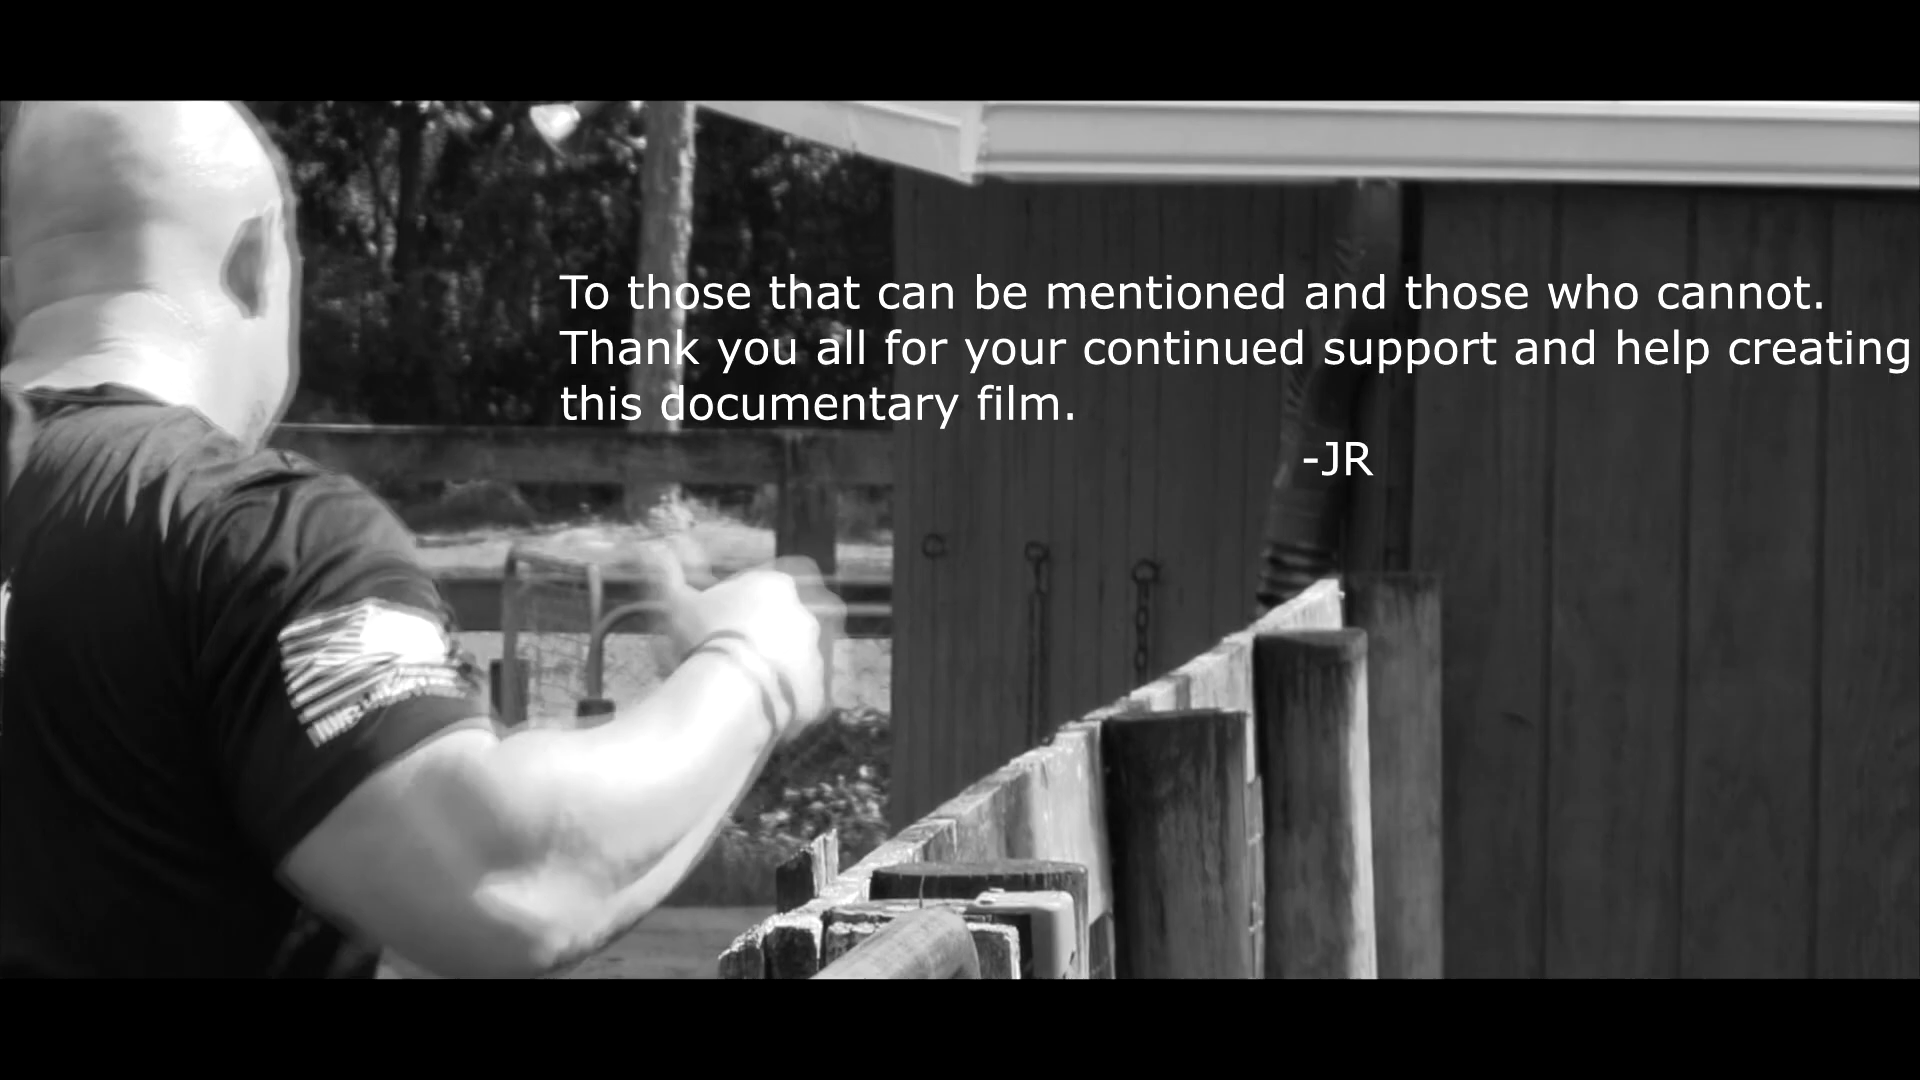 To those that can be mentioned and those who cannot.
Thank you all for your continued support and help creating
this documentary film.
-JR